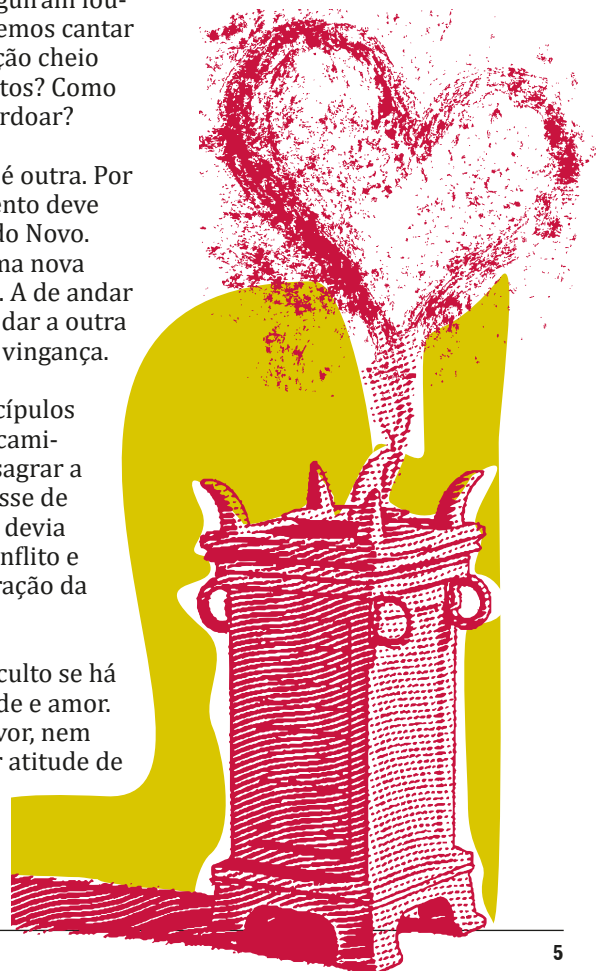 guiram lou-
emos cantar
ção cheio
tos? Como
rdoar?
é outra. Por
ento deve
do Novo.
ma nova
. A de andar
dar a outra
vingança.
cípulos
cami-
sagrar a
sse de
devia
nflito e
ração da
culto se há
de e amor.
vor, nem
r atitude de
5